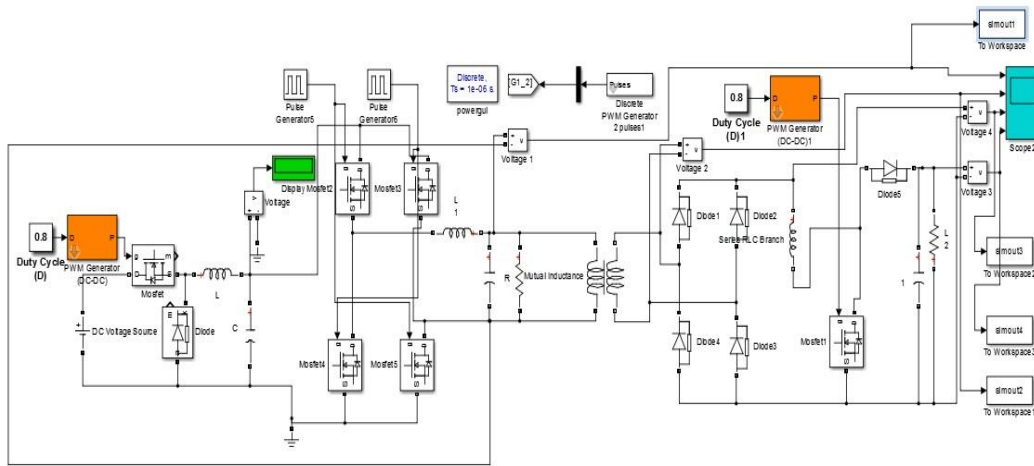 simout1
To Workspace
Pulse
Generator5
Pulse
Generator6
Discrete,
Ts = 1e-06 s.
powergui
[G1_2]
Pulses
Discrete
PWM Generator
2 pulses1
0.8
Duty Cycle
(D)1
D
P
PWM Generator
(DC-DC)1
Voltage 1
Voltage 2
Voltage 4
Scope2
Display
Mosfet2
Mosfet3
Voltage
Diode5
Voltage 3
L
1
Diode1
Diode2
Series RLC Branch
L
2
0.8
Duty Cycle
(D)
D
P
PWM Generator
(DC-DC)
Mosfet
L
R
Mutual Inductance
1
simout3
To Workspace2
DC Voltage Source
Diode
C
Mosfet4
Mosfet5
Diode4
Diode3
Mosfet1
simout4
To Workspace3
simout2
To Workspace1